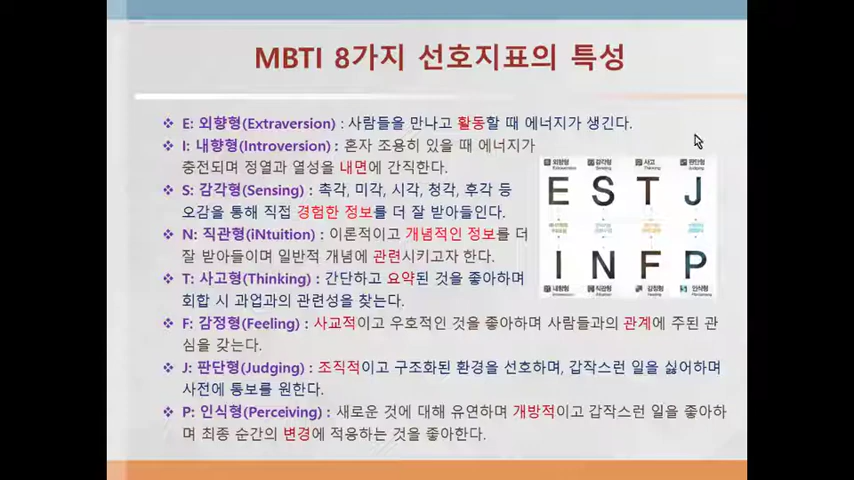 MBTI 8가지 선호지표의 특성
❖ E: 외향형(Extraversion) : 사람들을 만나고 활동할 때 에너지가 생긴다.
❖ I: 내향형(Introversion) : 혼자 조용히 있을 때 에너지가
충전되며 정열과 열성을 내면에 간직한다.
❖ S: 감각형(Sensing) : 촉각, 미각, 시각, 청각, 후각 등
오감을 통해 직접 경험한 정보를 더 잘 받아들인다.
❖ N: 직관형(iNtuition) : 이론적이고 개념적인 정보를 더
잘 받아들이며 일반적 개념에 관련시키고자 한다.
❖ T: 사고형(Thinking) : 간단하고 요약된 것을 좋아하며
회합 시 과업과의 관련성을 찾는다.
❖ F: 감정형(Feeling) : 사교적이고 우호적인 것을 좋아하며 사람들과의 관계에 주된 관
심을 갖는다.
❖ J: 판단형(Judging) : 조직적이고 구조화된 환경을 선호하며, 갑작스런 일을 싫어하며
사전에 통보를 원한다.
❖ P: 인식형(Perceiving) : 새로운 것에 대해 유연하며 개방적이고 갑작스런 일을 좋아하
며 최종 순간의 변경에 적응하는 것을 좋아한다.
외향형 감각형 사고 판단형
E S T J
I N F P
내향형 직관형 감정형 인식형